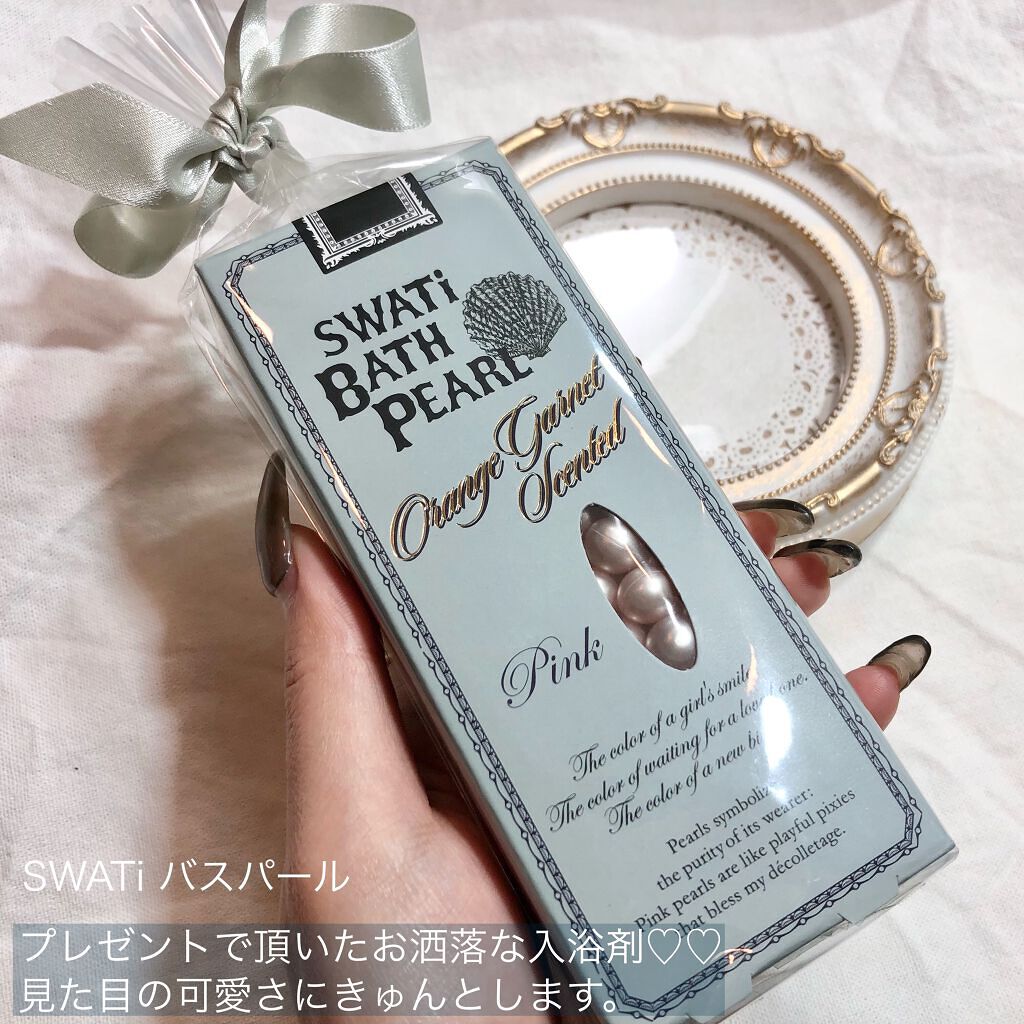 SWATi
BATH
PEARL
Orange Garnet
Scented
Pink
The color of a girl's smile
The color of waiting for a loved one.
The color of a new
Pearls
the purity of its wearer:
Pink pearls are like playful pixies
that bless my décolletage.
SWATi バスパール
プレゼントで頂いたお洒落な入浴剤♡♡
見た目の可愛さにきゅんとします。